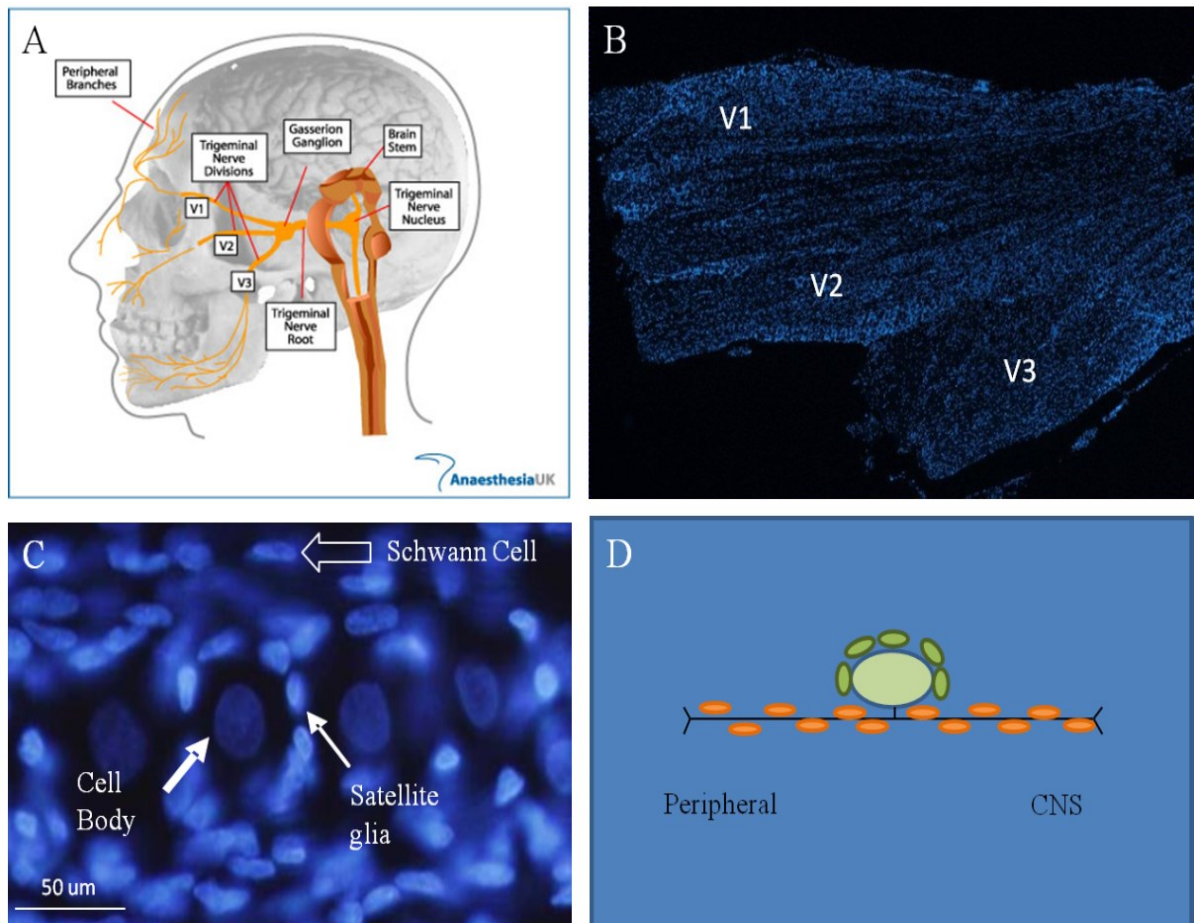 A
Peripheral
Branches
Trigeminal
Nerve
Divisions
Gasserion
Ganglion
Brain
Stem
Trigeminal
Nerve
Nucleus
V1
V2
V3
Trigeminal
Nerve
Root
AnaesthesiaUK
B
V1
V2
V3
C
Schwann Cell
Cell
Body
Satellite
glia
50 um
D
Peripheral
CNS